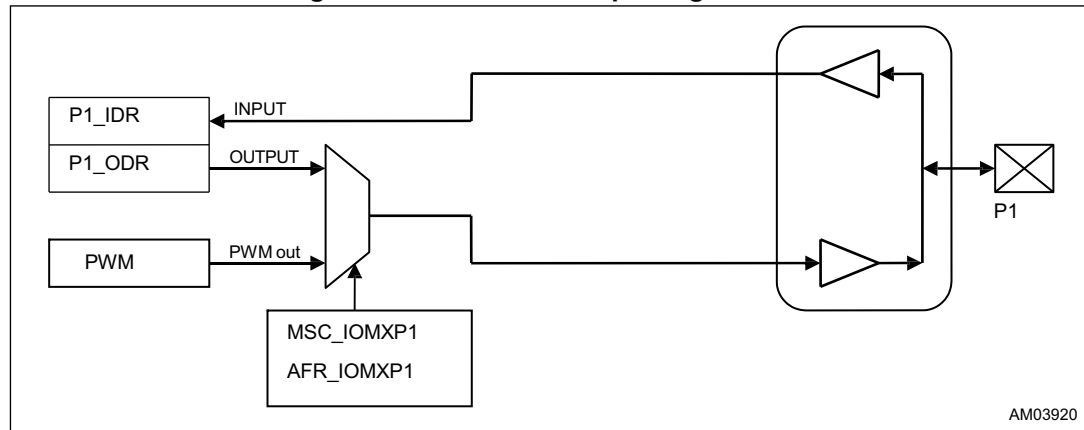 P1_IDR
INPUT
P1_ODR
OUTPUT
P1
PWM
PWM out
MSC_IOMXP1
AFR_IOMXP1
AM03920